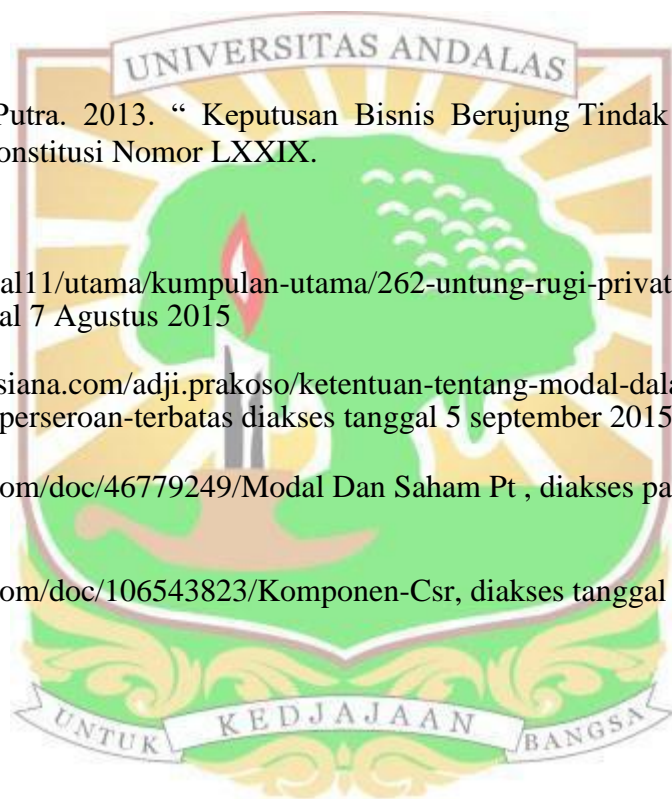 UNIVERSITAS ANDALAS
Putra. 2013. “ Keputusan Bisnis Berujung Tindak
onstitusi Nomor LXXIX.
al11/utama/kumpulan-utama/262-untung-rugi-privat
al 7 Agustus 2015
siana.com/adji.prakoso/ketentuan-tentang-modal-dala
perseroan-terbatas diakses tanggal 5 september 2015
om/doc/46779249/Modal Dan Saham Pt , diakses pa
om/doc/106543823/Komponen-Csr, diakses tanggal
UNTUK KEDJAJAAN BANGSA